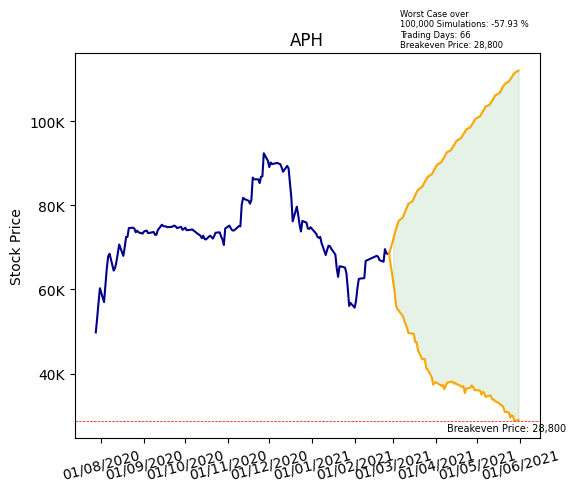 Worst Case over
100,000 Simulations: -57.93 %
Trading Days: 66
Breakeven Price: 28,800
APH
Stock Price
100K
80K
60K
40K
Breakeven Price: 28,800
01/08/2020
01/09/2020
01/10/2020
01/11/2020
01/12/2020
01/01/2021
01/02/2021
01/03/2021
01/04/2021
01/05/2021
01/06/2021